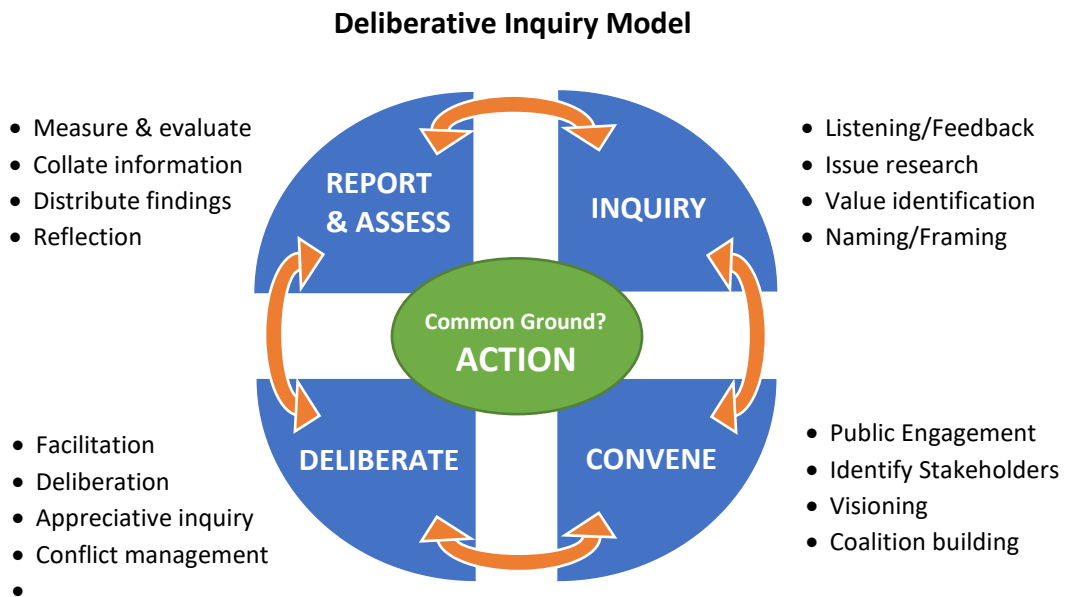 Deliberative Inquiry Model
• Measure & evaluate
• Collate information
• Distribute findings
• Reflection
REPORT
& ASSESS
INQUIRY
• Listening/Feedback
• Issue research
• Value identification
• Naming/Framing
Common Ground?
ACTION
• Facilitation
• Deliberation
• Appreciative inquiry
• Conflict management
•
DELIBERATE
CONVENE
• Public Engagement
• Identify Stakeholders
• Visioning
• Coalition building